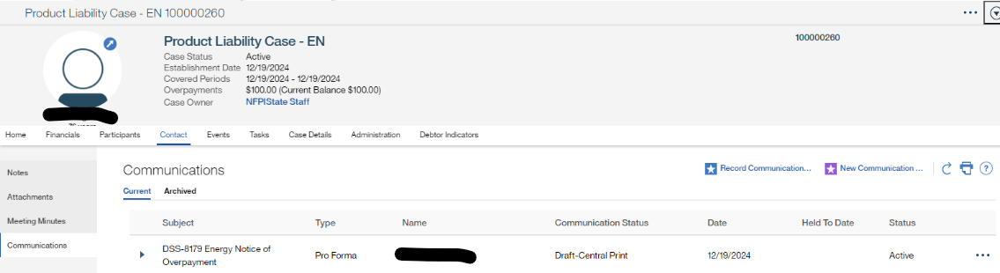 Product Liability Case - EN 100000260
Product Liability Case - EN
100000260
Case Status Active
Establishment Date 12/19/2024
Covered Periods 12/19/2024 - 12/19/2024
Overpayments $100.00 (Current Balance $100.00)
Case Owner NFPIState Staff
Home Financials Participants Contact Events Tasks Case Details Administration Debtor Indicators
Notes
Attachments
Meeting Minutes
Communications
Communications
Record Communication... New Communication ...
Current Archived
Subject Type Name Communication Status Date Held To Date Status
DSS-8179 Energy Notice of
Overpayment
Pro Forma Draft-Central Print 12/19/2024 Active